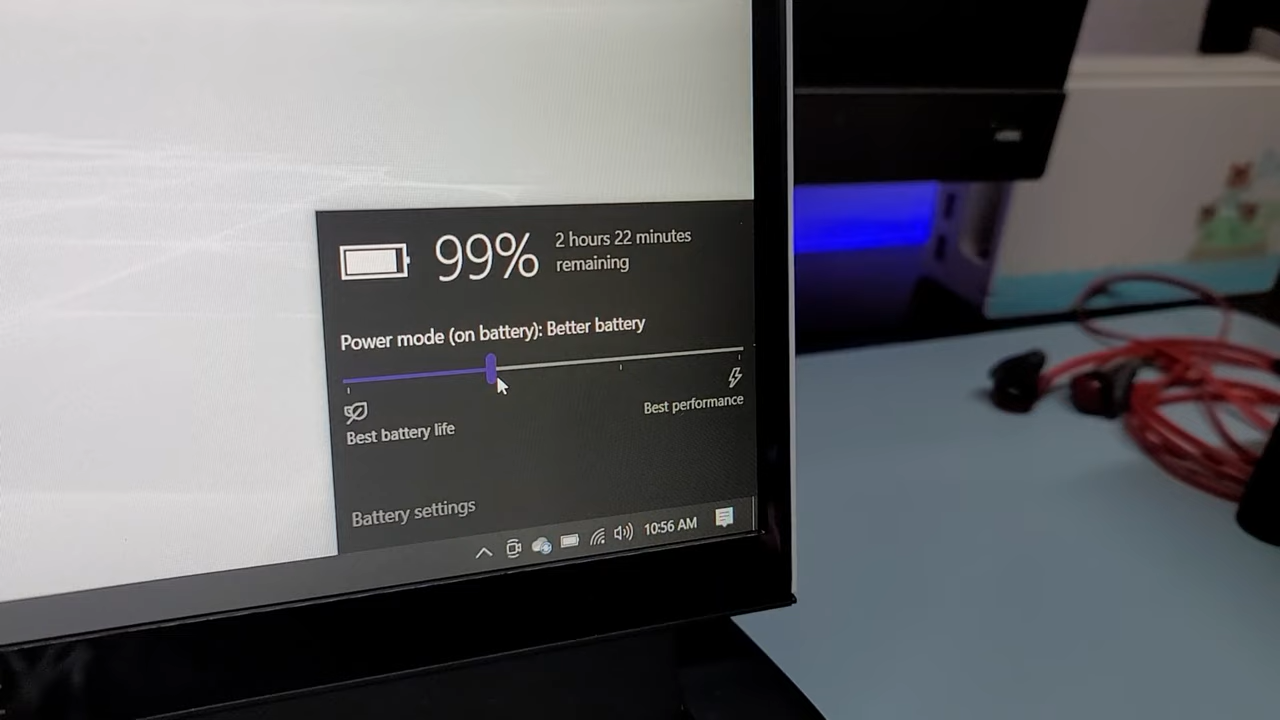 99%
2 hours 22 minutes
remaining
Power mode (on battery): Better battery
Best battery life
Best performance
Battery settings
10:56 AM